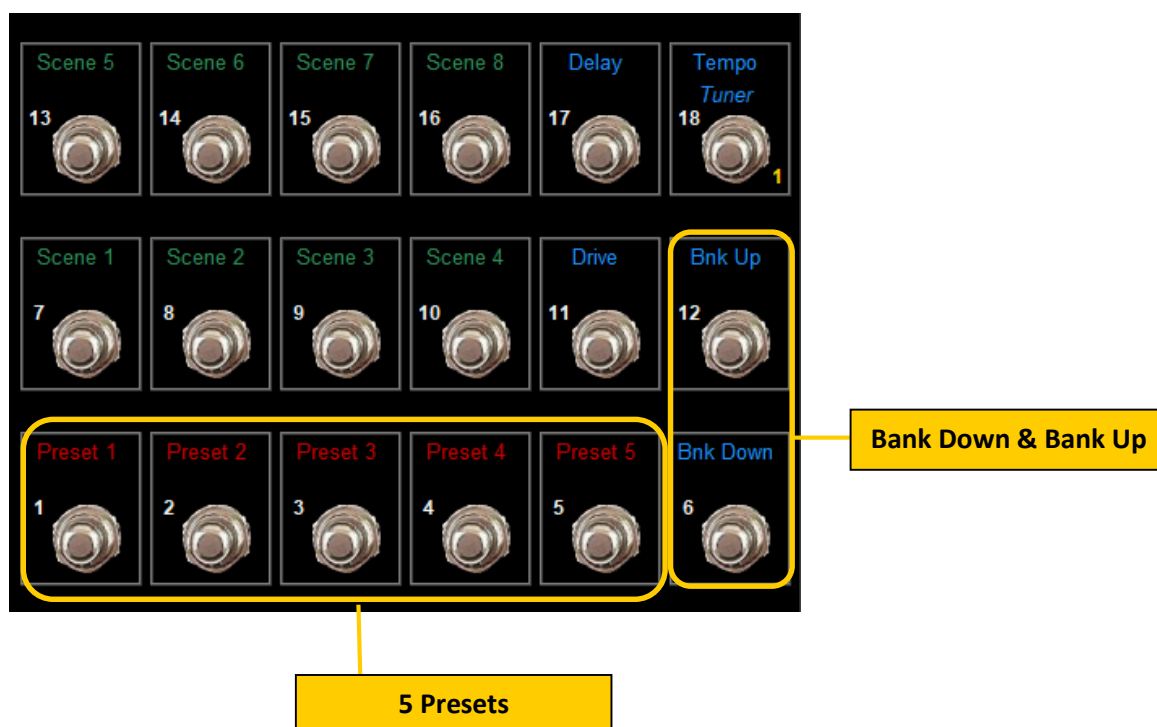 Scene 5 Scene 6 Scene 7 Scene 8 Delay Tempo
Tuner
13 14 15 16 17 18
1
Scene 1 Scene 2 Scene 3 Scene 4 Drive Bnk Up
7 8 9 10 11 12
Bank Down & Bank Up
Preset 1 Preset 2 Preset 3 Preset 4 Preset 5 Bnk Down
1 2 3 4 5 6
5 Presets